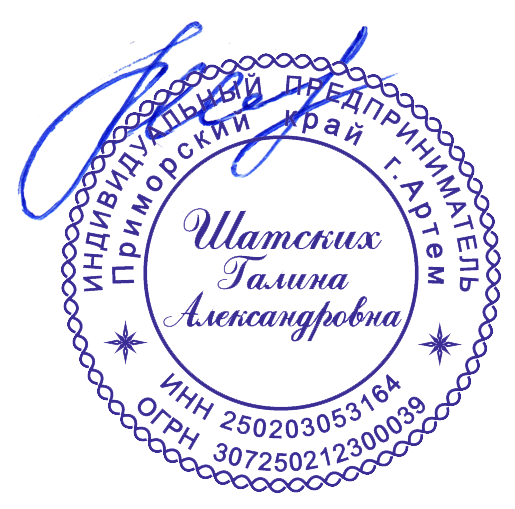 ИНДИВИДУАЛЬНЫЙ ПРЕДПРИНИМАТЕЛЬ
Приморский край г.Артем
Шатских
Галина
Александровна
ИНН 250203053164
ОГРН 307250212300039